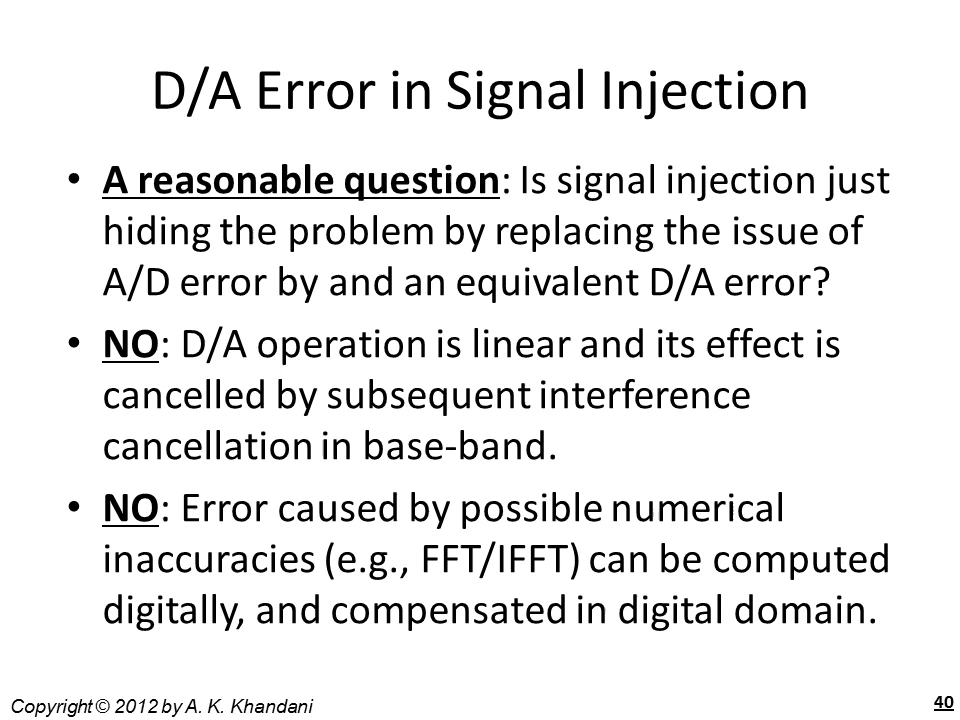 D/A Error in Signal Injection
• A reasonable question: Is signal injection just
hiding the problem by replacing the issue of
A/D error by and an equivalent D/A error?
• NO: D/A operation is linear and its effect is
cancelled by subsequent interference
cancellation in base-band.
• NO: Error caused by possible numerical
inaccuracies (e.g., FFT/IFFT) can be computed
digitally, and compensated in digital domain.
Copyright © 2012 by A. K. Khandani
40